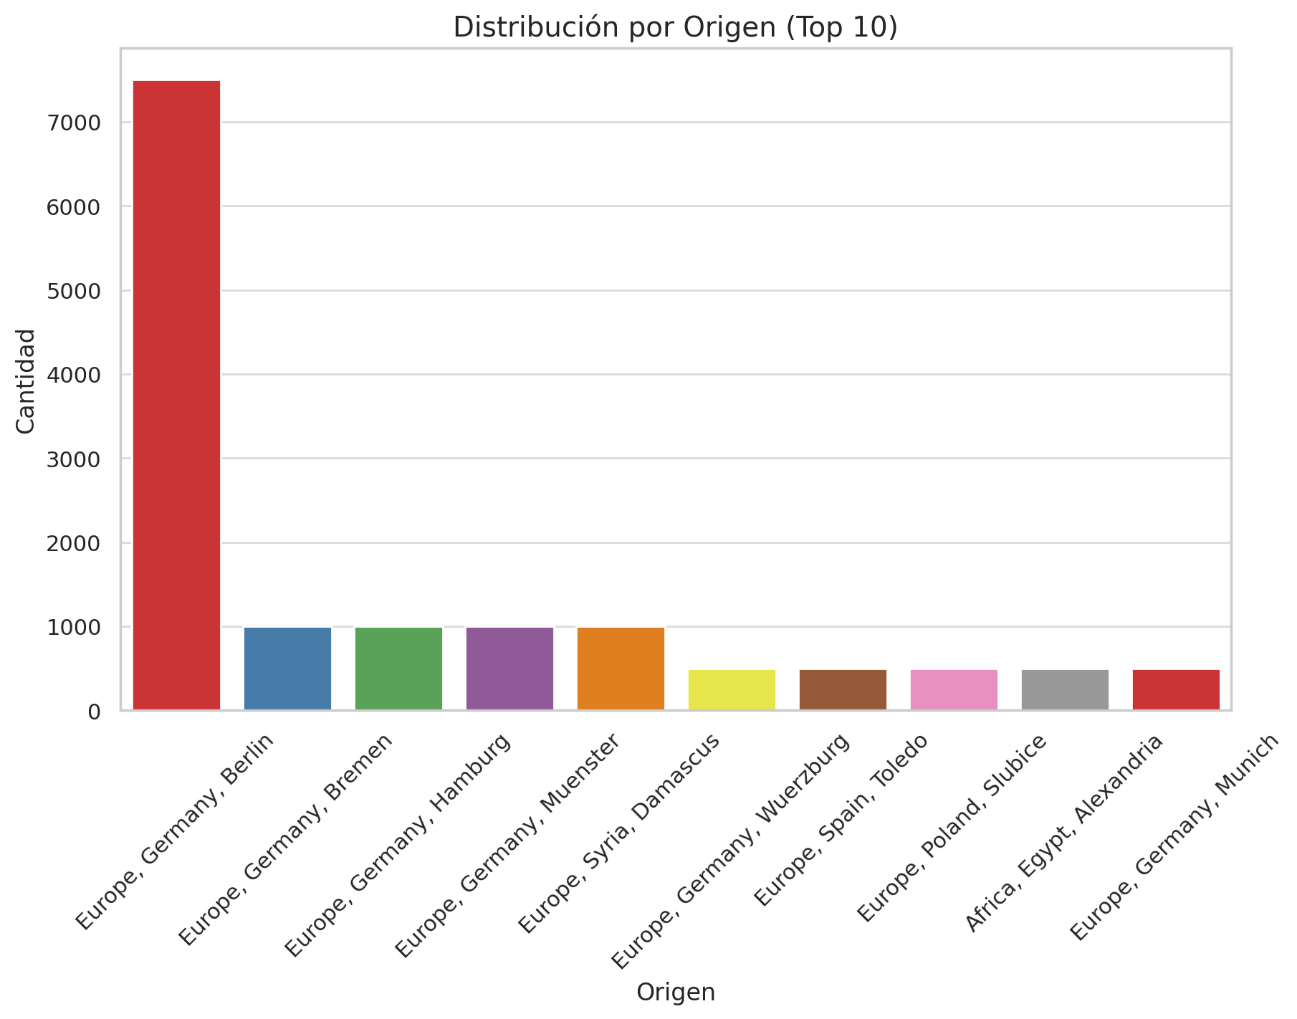 Distribución por Origen (Top 10)
7000
6000
5000
4000
3000
2000
1000
0
Cantidad
Europe, Germany, Berlin
Europe, Germany, Bremen
Europe, Germany, Hamburg
Europe, Germany, Muenster
Europe, Syria, Damascus
Europe, Germany, Wuerzburg
Europe, Spain, Toledo
Europe, Poland, Slubice
Africa, Egypt, Alexandria
Europe, Germany, Munich
Origen